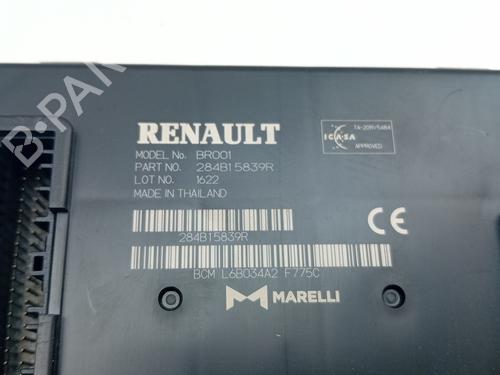 B-PARTS
RENAULT
MODEL No. BR001
PART NO. 284B15839R
LOT NO. 1622
MADE IN THAILAND
TA-2019/5484
ICASA
APPROVED
284B15839R
CE
BCM L6B034A2 F775C
MARELLI